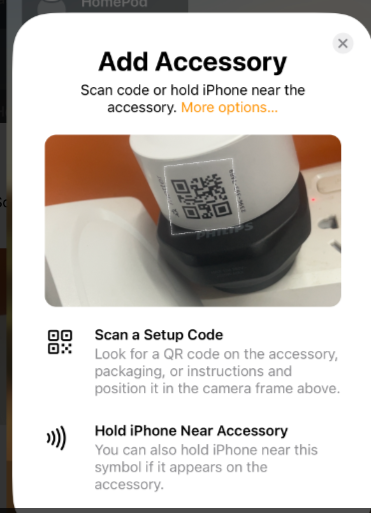 HomePod
Add Accessory
Scan code or hold iPhone near the
accessory. More options...
PHILIPS
Scan a Setup Code
Look for a QR code on the accessory,
packaging, or instructions and
position it in the camera frame above.
Hold iPhone Near Accessory
You can also hold iPhone near this
symbol if it appears on the
accessory.